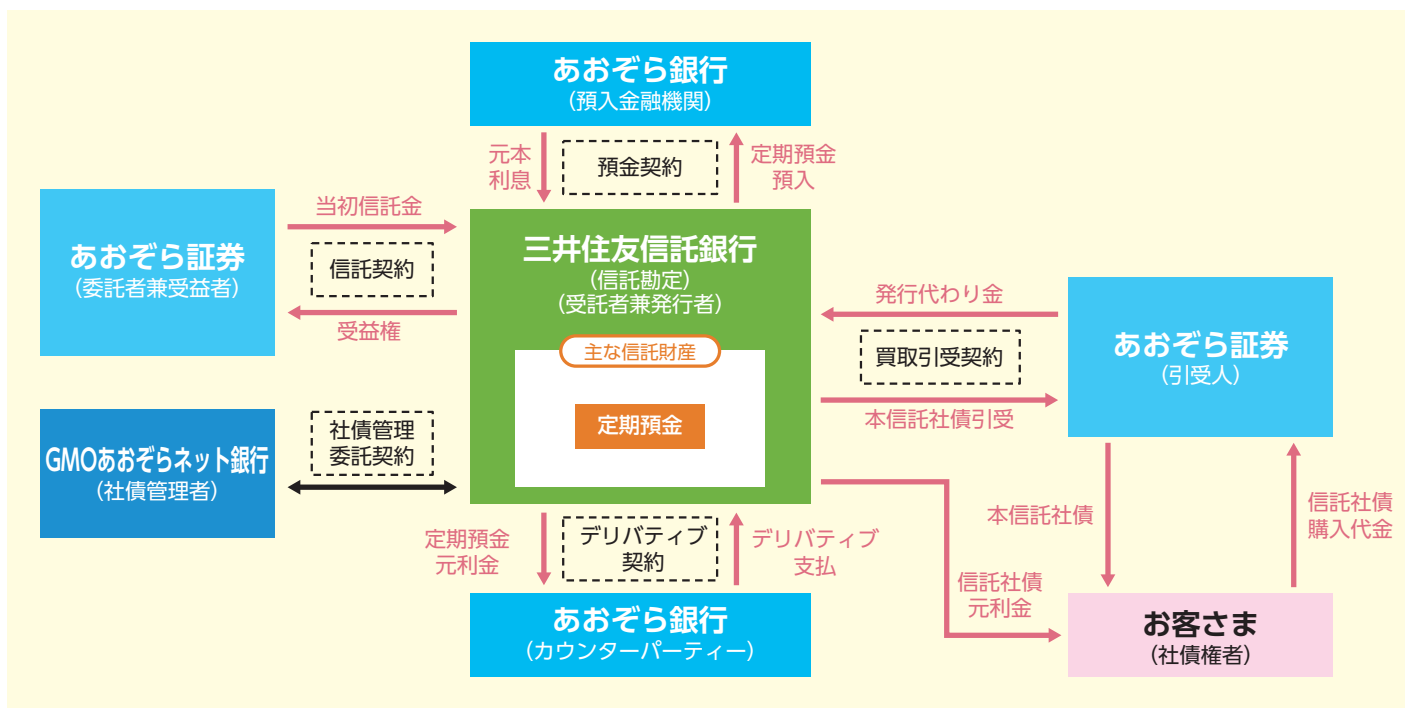 あおぞら銀行
（預入金融機関）
元本
利息
預金契約
定期預金
預入
あおぞら証券
（委託者兼受益者）
当初信託金
信託契約
受益権
三井住友信託銀行
（信託勘定）
（受託者兼発行者）
主な信託財産
定期預金
発行代わり金
買取引受契約
本信託社債引受
あおぞら証券
（引受人）
GMOあおぞらネット銀行
（社債管理者）
社債管理
委託契約
定期預金
元利金
デリバティブ
契約
デリバティブ
支払
あおぞら銀行
（カウンターパーティー）
本信託社債
信託社債
購入代金
信託社債
元利金
お客さま
（社債権者）